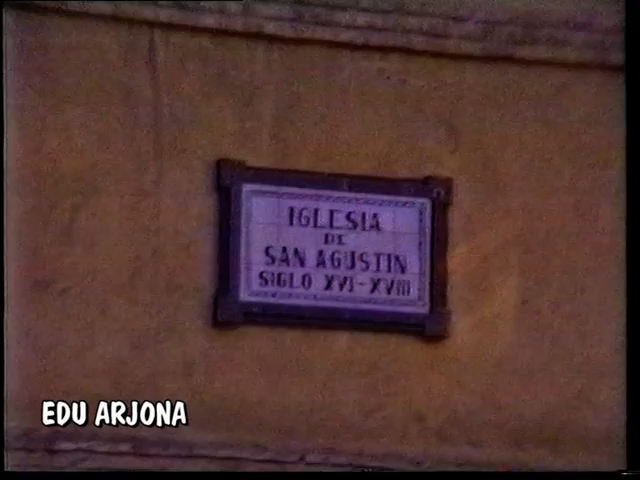 IGLESIA
DE
SAN AGUSTIN
SIGLO XVI-XVIII
EDU ARJONA